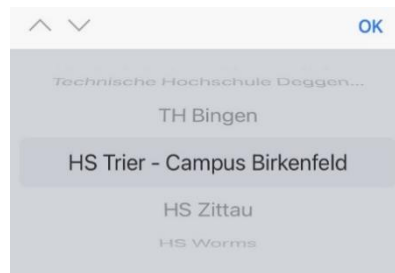 OK
Technische Hochschule Deggen...
TH Bingen
HS Trier - Campus Birkenfeld
HS Zittau
HS Worms